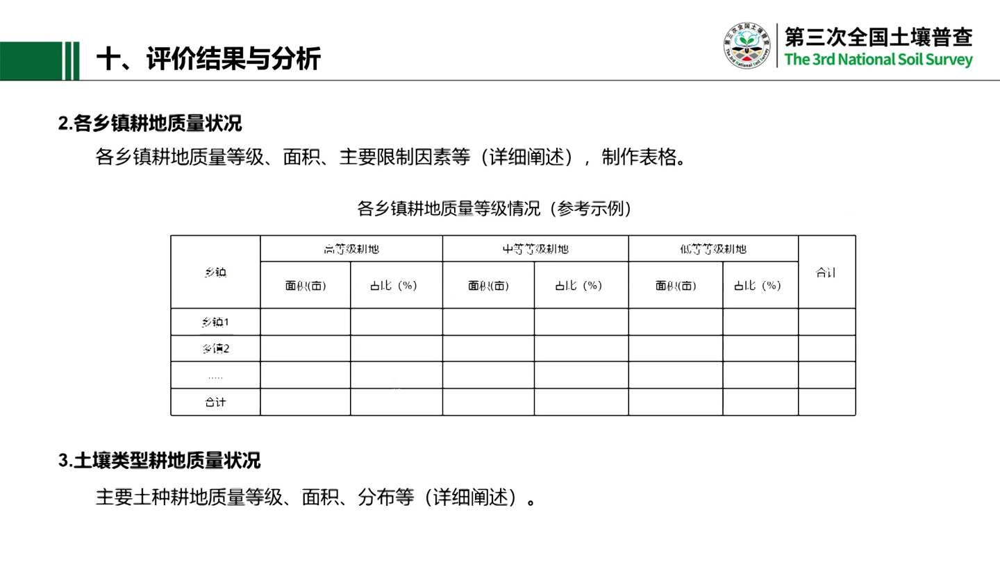 十、评价结果与分析
第三次全国土壤普查
The 3rd National Soil Survey
2.各乡镇耕地质量状况
各乡镇耕地质量等级、面积、主要限制因素等（详细阐述），制作表格。
各乡镇耕地质量等级情况（参考示例）
乡镇 高等级耕地 中等等级耕地 低等等级耕地 合计
面积(亩) 占比（%） 面积(亩) 占比（%） 面积(亩) 占比（%）
乡镇1
乡镇2
.....
合计
3.土壤类型耕地质量状况
主要土种耕地质量等级、面积、分布等（详细阐述）。